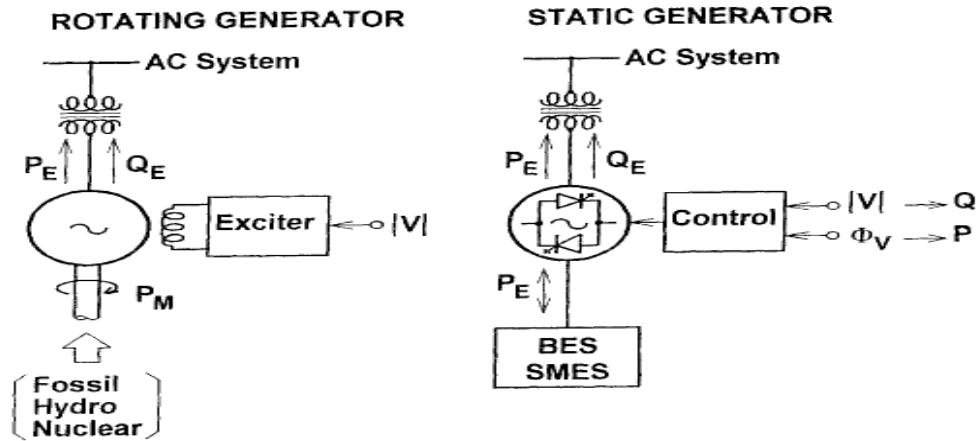 ROTATING GENERATOR
AC System
P_E
Q_E
Exciter
|V|
P_M
Fossil
Hydro
Nuclear
STATIC GENERATOR
AC System
P_E
Q_E
Control
|V| → Q
Φ_V → P
P_E
BES
SMES